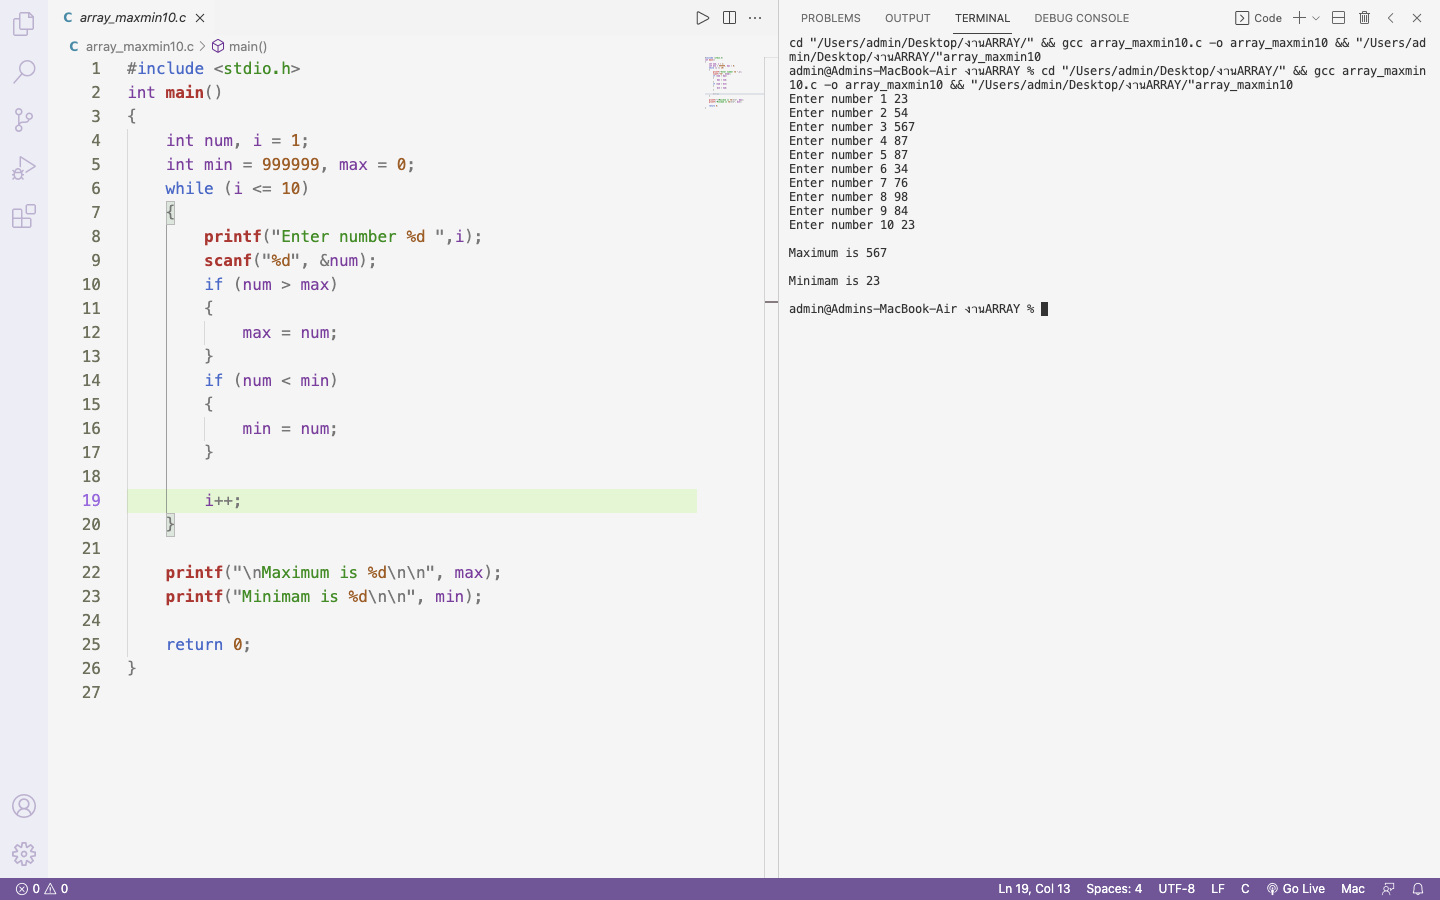 array_maxmin10.c
array_maxmin10.c > main()
1 #include <stdio.h>
2 int main()
3 {
4 int num, i = 1;
5 int min = 999999, max = 0;
6 while (i <= 10)
7 {
8 printf("Enter number %d ",i);
9 scanf("%d", &num);
10 if (num > max)
11 {
12 max = num;
13 }
14 if (num < min)
15 {
16 min = num;
17 }
18
19 i++;
20 }
21
22 printf("\nMaximum is %d\n\n", max);
23 printf("Minimam is %d\n\n", min);
24
25 return 0;
26 }
27
PROBLEMS OUTPUT TERMINAL DEBUG CONSOLE Code
cd "/Users/admin/Desktop/งานARRAY/" && gcc array_maxmin10.c -o array_maxmin10 && "/Users/ad
min/Desktop/งานARRAY/"array_maxmin10
admin@Admins-MacBook-Air งานARRAY % cd "/Users/admin/Desktop/งานARRAY/" && gcc array_maxmin
10.c -o array_maxmin10 && "/Users/admin/Desktop/งานARRAY/"array_maxmin10
Enter number 1 23
Enter number 2 54
Enter number 3 567
Enter number 4 87
Enter number 5 87
Enter number 6 34
Enter number 7 76
Enter number 8 98
Enter number 9 84
Enter number 10 23
Maximum is 567
Minimam is 23
admin@Admins-MacBook-Air งานARRAY %
0 0 Ln 19, Col 13 Spaces: 4 UTF-8 LF C Go Live Mac